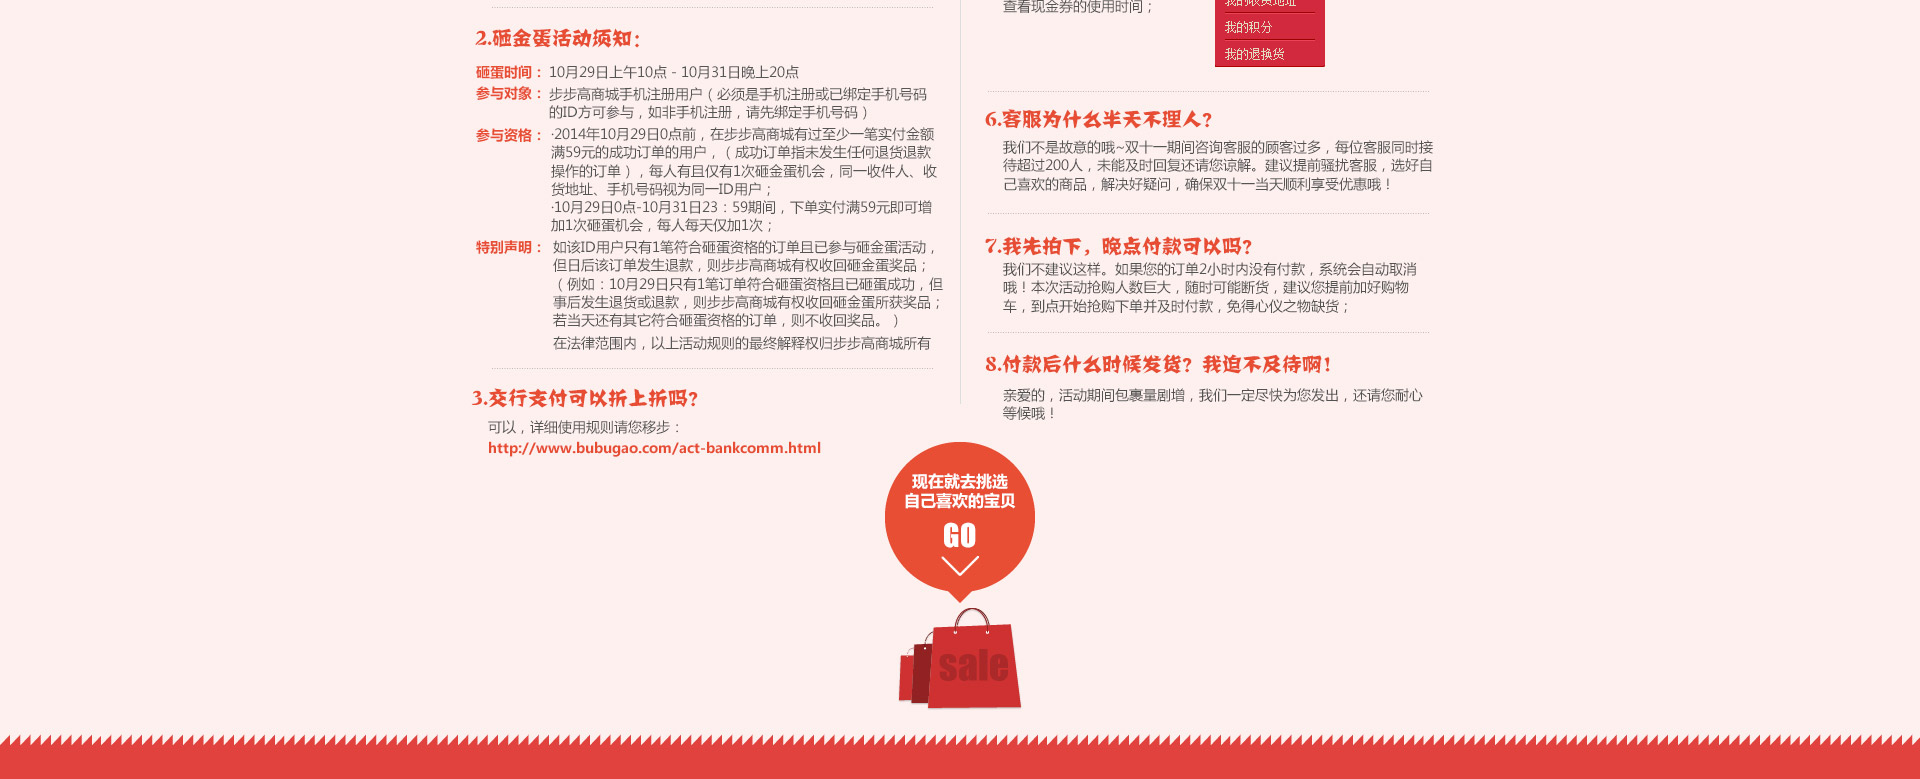 2.砸金蛋活动须知：
砸蛋时间： 10月29日上午10点 - 10月31日晚上20点
参与对象： 步步高商城手机注册用户（必须是手机注册或已绑定手机号码
的ID方可参与，如非手机注册，请先绑定手机号码）
参与资格： ·2014年10月29日0点前，在步步高商城有过至少一笔实付金额
满59元的成功订单的用户，（成功订单指未发生任何退货退款
操作的订单），每人有且仅有1次砸金蛋机会，同一收件人、收
货地址、手机号码视为同一ID用户；
·10月29日0点-10月31日23：59期间，下单实付满59元即可增
加1次砸蛋机会，每人每天仅加1次；
特别声明： 如该ID用户只有1笔符合砸蛋资格的订单且已参与砸金蛋活动，
但日后该订单发生退款，则步步高商城有权收回砸金蛋奖品；
（例如：10月29日只有1笔订单符合砸蛋资格且已砸蛋成功，但
事后发生退货或退款，则步步高商城有权收回砸金蛋所获奖品；
若当天还有其它符合砸蛋资格的订单，则不收回奖品。）
在法律范围内，以上活动规则的最终解释权归步步高商城所有
3.交行支付可以折上折吗？
可以，详细使用规则请您移步：
http://www.bubugao.com/act-bankcomm.html
查看现金券的使用时间；
我的收货地址
我的积分
我的退换货
6.客服为什么半天不理人？
我们不是故意的哦~双十一期间咨询客服的顾客过多，每位客服同时接
待超过200人，未能及时回复还请您谅解。建议提前骚扰客服，选好自
己喜欢的商品，解决好疑问，确保双十一当天顺利享受优惠哦！
7.我先拍下，晚点付款可以吗？
我们不建议这样。如果您的订单2小时内没有付款，系统会自动取消
哦！本次活动抢购人数巨大，随时可能断货，建议您提前加好购物
车，到点开始抢购下单并及时付款，免得心仪之物缺货；
8.付款后什么时候发货？我迫不及待啊！
亲爱的，活动期间包裹量剧增，我们一定尽快为您发出，还请您耐心
等候哦！
现在就去挑选
自己喜欢的宝贝
GO
sale